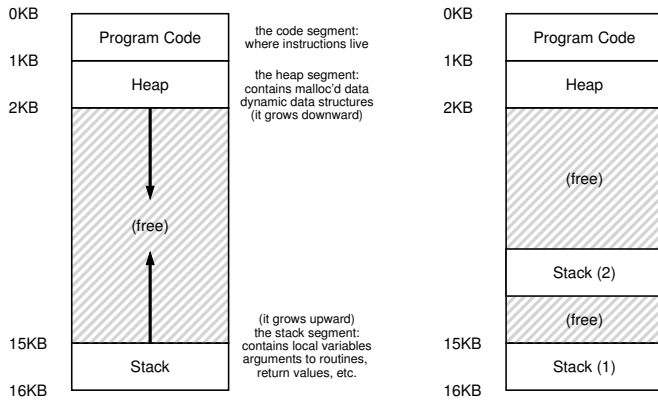 0KB
Program Code
the code segment:
where instructions live
1KB
Heap
the heap segment:
contains malloc'd data
dynamic data structures
(it grows downward)
2KB
(free)
(it grows upward)
the stack segment:
contains local variables
arguments to routines,
return values, etc.
15KB
Stack
16KB
0KB
Program Code
1KB
Heap
2KB
(free)
Stack (2)
(free)
15KB
Stack (1)
16KB